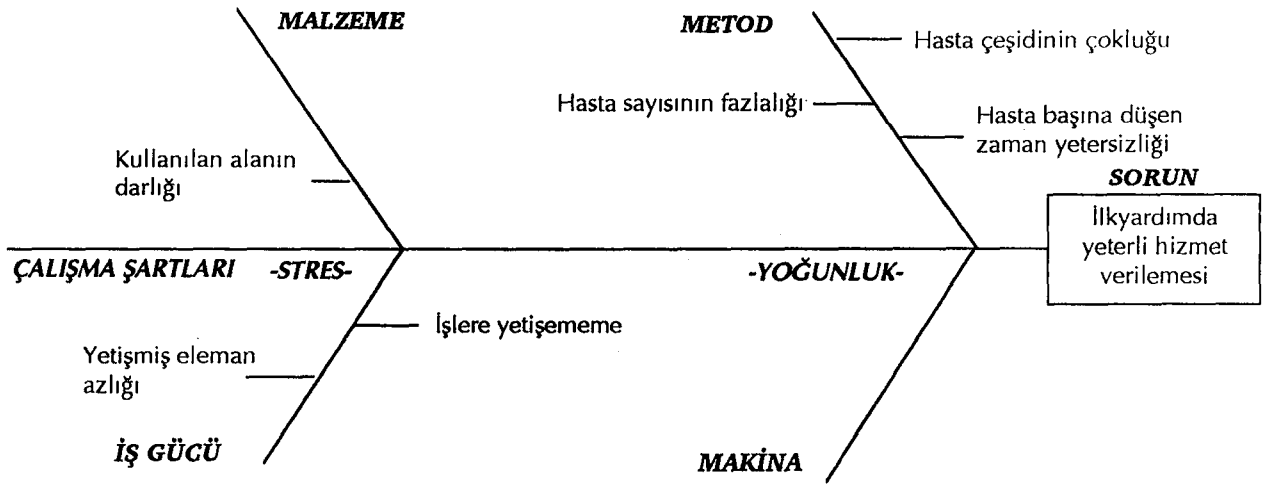 MALZEME
METOD
Hasta çeşidinin çokluğu
Hasta sayısının fazlalığı
Hasta başına düşen
zaman yetersizliği
Kullanılan alanın
darlığı
SORUN
İlkyardımda
yeterli hizmet
verilemesi
ÇALIŞMA ŞARTLARI
-STRES-
-YOĞUNLUK-
İşlere yetişememe
Yetişmiş eleman
azlığı
İŞ GÜCÜ
MAKİNA